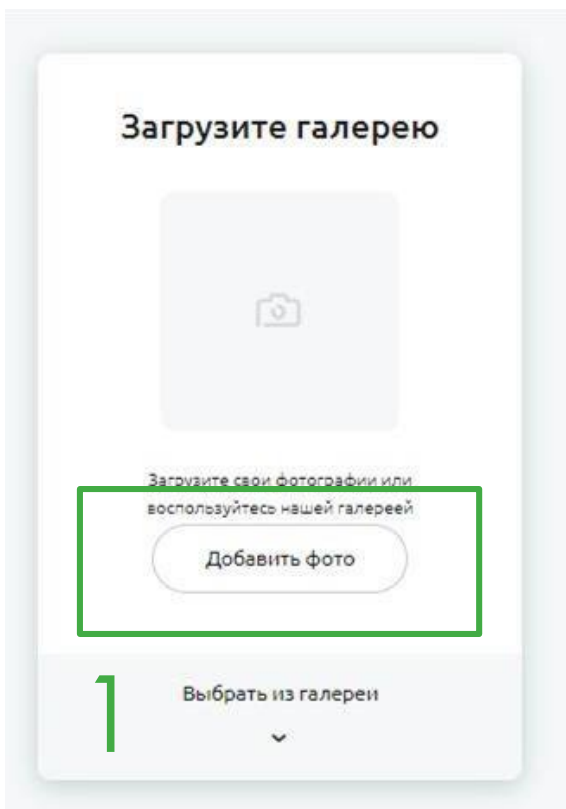 Загрузите галерею
Загрузите свои фотографии или
воспользуйтесь нашей галереей
Добавить фото
1
Выбрать из галереи